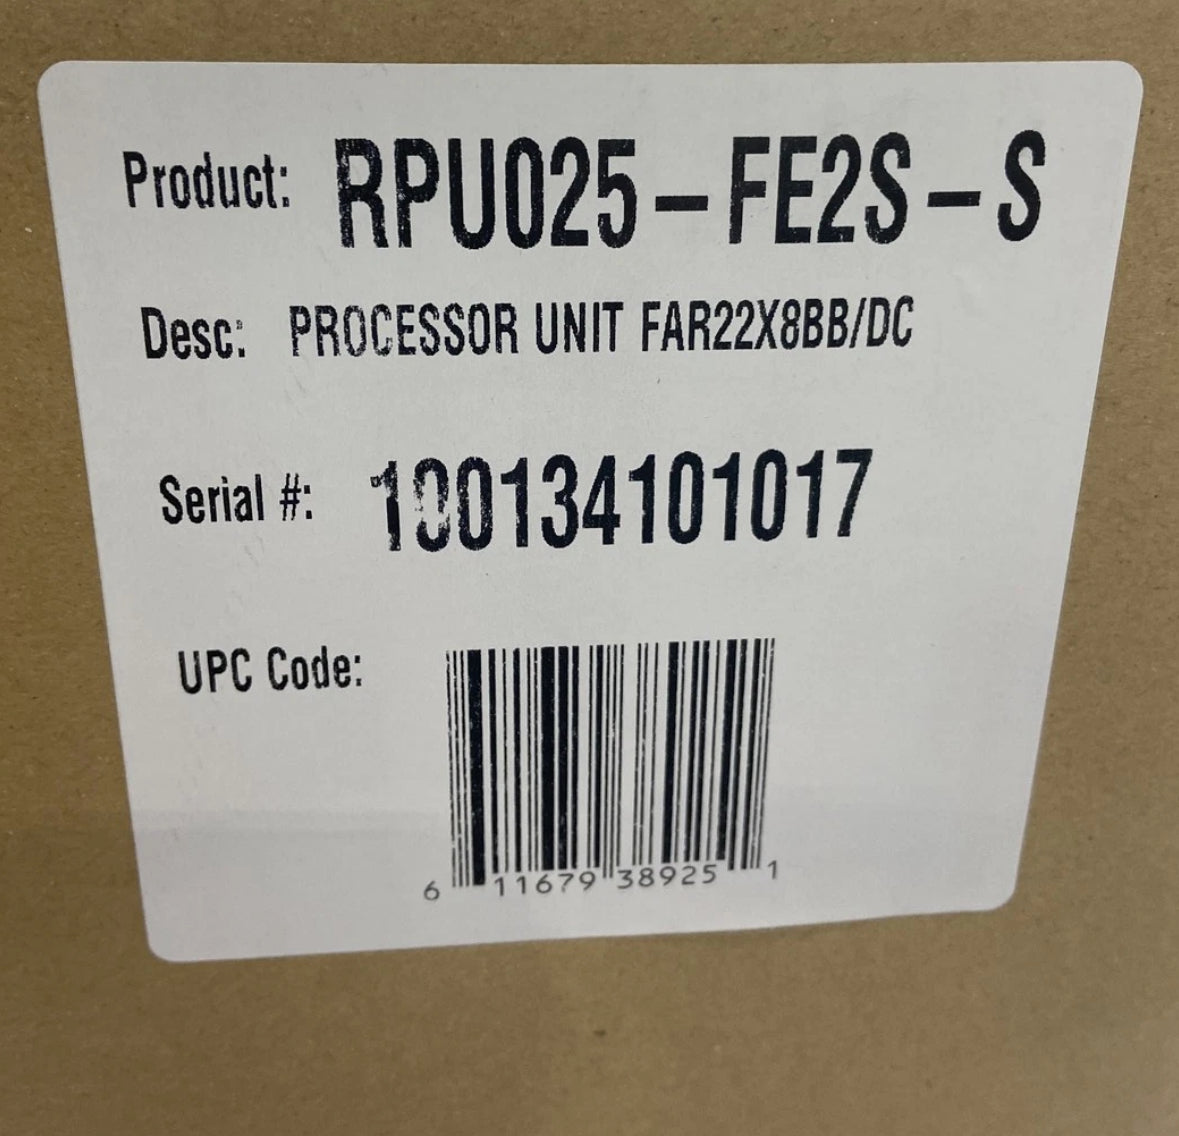 Product: RPU025-FE2S-S
Desc: PROCESSOR UNIT FAR22X8BB/DC
Serial #: 100134101017
UPC Code:
6 11679 38925 1